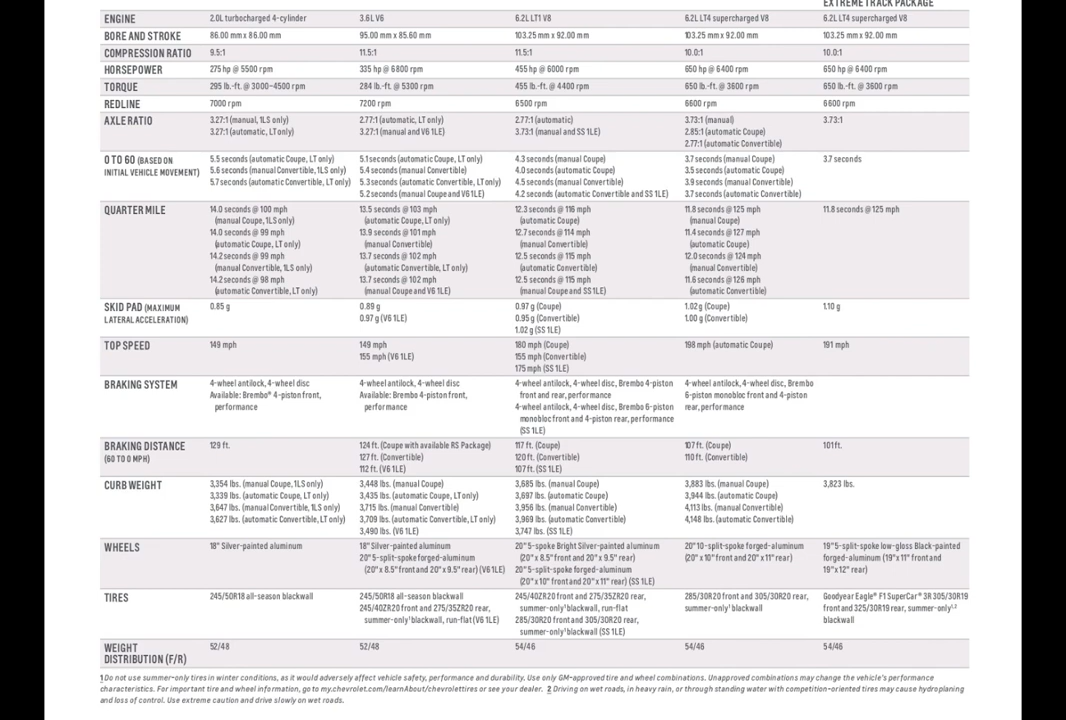 EXTREME TRACK PACKAGE
ENGINE 2.0L turbocharged 4-cylinder 3.6L V6 6.2L LT1 V8 6.2L LT4 supercharged V8 6.2L LT4 supercharged V8
BORE AND STROKE 86.00 mm x 86.00 mm 95.00 mm x 85.60 mm 103.25 mm x 92.00 mm 103.25 mm x 92.00 mm 103.25 mm x 92.00 mm
COMPRESSION RATIO 9.5:1 11.5:1 11.5:1 10.0:1 10.0:1
HORSEPOWER 275 hp @ 5500 rpm 335 hp @ 6800 rpm 455 hp @ 6000 rpm 650 hp @ 6400 rpm 650 hp @ 6400 rpm
TORQUE 295 lb.-ft. @ 3000–4500 rpm 284 lb.-ft. @ 5300 rpm 455 lb.-ft. @ 4400 rpm 650 lb.-ft. @ 3600 rpm 650 lb.-ft. @ 3600 rpm
REDLINE 7000 rpm 7200 rpm 6500 rpm 6600 rpm 6600 rpm
AXLE RATIO 3.27:1 (manual, 1LS only) 2.77:1 (automatic, LT only) 2.77:1 (automatic) 3.73:1 (manual) 3.73:1
3.27:1 (automatic, LT only) 3.27:1 (manual and V6 1LE) 3.73:1 (manual and SS 1LE) 2.85:1 (automatic Coupe)
2.77:1 (automatic Convertible)
0 TO 60 (BASED ON 5.5 seconds (automatic Coupe, LT only) 5.1 seconds (automatic Coupe, LT only) 4.3 seconds (manual Coupe) 3.7 seconds (manual Coupe) 3.7 seconds
INITIAL VEHICLE MOVEMENT) 5.6 seconds (manual Convertible, 1LS only) 5.4 seconds (manual Convertible) 4.0 seconds (automatic Coupe) 3.5 seconds (automatic Coupe)
5.7 seconds (automatic Convertible, LT only) 5.3 seconds (automatic Convertible, LT only) 4.5 seconds (manual Convertible) 3.9 seconds (manual Convertible)
5.2 seconds (manual Coupe and V6 1LE) 4.2 seconds (automatic Convertible and SS 1LE) 3.7 seconds (automatic Convertible)
QUARTER MILE 14.0 seconds @ 100 mph 13.5 seconds @ 103 mph 12.3 seconds @ 116 mph 11.8 seconds @ 125 mph 11.8 seconds @ 125 mph
(manual Coupe, 1LS only) (automatic Coupe, LT only) (automatic Coupe) (manual Coupe)
14.0 seconds @ 99 mph 13.9 seconds @ 101 mph 12.7 seconds @ 114 mph 11.4 seconds @ 127 mph
(automatic Coupe, LT only) (manual Convertible) (manual Convertible) (automatic Coupe)
14.2 seconds @ 99 mph 13.7 seconds @ 102 mph 12.5 seconds @ 115 mph 12.0 seconds @ 124 mph
(manual Convertible, 1LS only) (automatic Convertible, LT only) (automatic Convertible) (manual Convertible)
14.2 seconds @ 98 mph 13.7 seconds @ 102 mph 12.5 seconds @ 115 mph 11.6 seconds @ 126 mph
(automatic Convertible, LT only) (manual Coupe and V6 1LE) (manual Coupe and SS 1LE) (automatic Convertible)
SKID PAD (MAXIMUM 0.85 g 0.89 g 0.97 g (Coupe) 1.02 g (Coupe) 1.10 g
LATERAL ACCELERATION) 0.97 g (V6 1LE) 0.95 g (Convertible) 1.00 g (Convertible)
1.02 g (SS 1LE)
TOP SPEED 149 mph 149 mph 180 mph (Coupe) 198 mph (automatic Coupe) 191 mph
155 mph (V6 1LE) 155 mph (Convertible)
175 mph (SS 1LE)
BRAKING SYSTEM 4-wheel antilock, 4-wheel disc 4-wheel antilock, 4-wheel disc 4-wheel antilock, 4-wheel disc, Brembo 4-piston 4-wheel antilock, 4-wheel disc, Brembo
Available: Brembo® 4-piston front, Available: Brembo 4-piston front, front and rear, performance 6-piston monobloc front and 4-piston
performance performance 4-wheel antilock, 4-wheel disc, Brembo 6-piston rear, performance
monobloc front and 4-piston rear, performance
(SS 1LE)
BRAKING DISTANCE 129 ft. 124 ft. (Coupe with available RS Package) 117 ft. (Coupe) 107 ft. (Coupe) 101 ft.
(60 TO 0 MPH) 127 ft. (Convertible) 120 ft. (Convertible) 110 ft. (Convertible)
112 ft. (V6 1LE) 107 ft. (SS 1LE)
CURB WEIGHT 3,354 lbs. (manual Coupe, 1LS only) 3,448 lbs. (manual Coupe) 3,685 lbs. (manual Coupe) 3,883 lbs. (manual Coupe) 3,823 lbs.
3,339 lbs. (automatic Coupe, LT only) 3,435 lbs. (automatic Coupe, LT only) 3,697 lbs. (automatic Coupe) 3,944 lbs. (automatic Coupe)
3,647 lbs. (manual Convertible, 1LS only) 3,715 lbs. (manual Convertible) 3,956 lbs. (manual Convertible) 4,113 lbs. (manual Convertible)
3,627 lbs. (automatic Convertible, LT only) 3,709 lbs. (automatic Convertible, LT only) 3,969 lbs. (automatic Convertible) 4,148 lbs. (automatic Convertible)
3,490 lbs. (V6 1LE) 3,747 lbs. (SS 1LE)
WHEELS 18" Silver-painted aluminum 18" Silver-painted aluminum 20" 5-spoke Bright Silver-painted aluminum 20" 10-split-spoke forged-aluminum 19" 5-split-spoke low-gloss Black-painted
20" 5-split-spoke forged-aluminum (20" x 8.5" front and 20" x 9.5" rear) (20" x 10" front and 20" x 11" rear) forged-aluminum (19" x 11" front and
(20" x 8.5" front and 20" x 9.5" rear) (V6 1LE) 20" 5-split-spoke forged-aluminum 19" x 12" rear)
(20" x 10" front and 20" x 11" rear) (SS 1LE)
TIRES 245/50R18 all-season blackwall 245/50R18 all-season blackwall 245/40ZR20 front and 275/35ZR20 rear, 285/30R20 front and 305/30R20 rear, Goodyear Eagle® F1 SuperCar® 3R 305/30R19
245/40ZR20 front and 275/35ZR20 rear, summer-only¹ blackwall, run-flat summer-only¹ blackwall front and 325/30R19 rear, summer-only¹,²
summer-only¹ blackwall, run-flat (V6 1LE) 285/30R20 front and 305/30R20 rear, blackwall
summer-only¹ blackwall (SS 1LE)
WEIGHT 52/48 52/48 54/46 54/46 54/46
DISTRIBUTION (F/R)
1 Do not use summer-only tires in winter conditions, as it would adversely affect vehicle safety, performance and durability. Use only GM-approved tire and wheel combinations. Unapproved combinations may change the vehicle's performance
characteristics. For important tire and wheel information, go to my.chevrolet.com/learnAbout/chevrolettires or see your dealer. 2 Driving on wet roads, in heavy rain, or through standing water with competition-oriented tires may cause hydroplaning
and loss of control. Use extreme caution and drive slowly on wet roads.